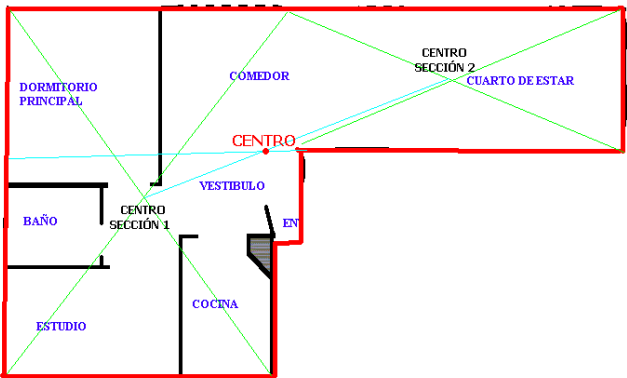 CENTRO
SECCIÓN 2
COMEDOR
CUARTO DE ESTAR
DORMITORIO
PRINCIPAL
CENTRO
VESTIBULO
CENTRO
SECCIÓN 1
BAÑO
EN
COCINA
ESTUDIO